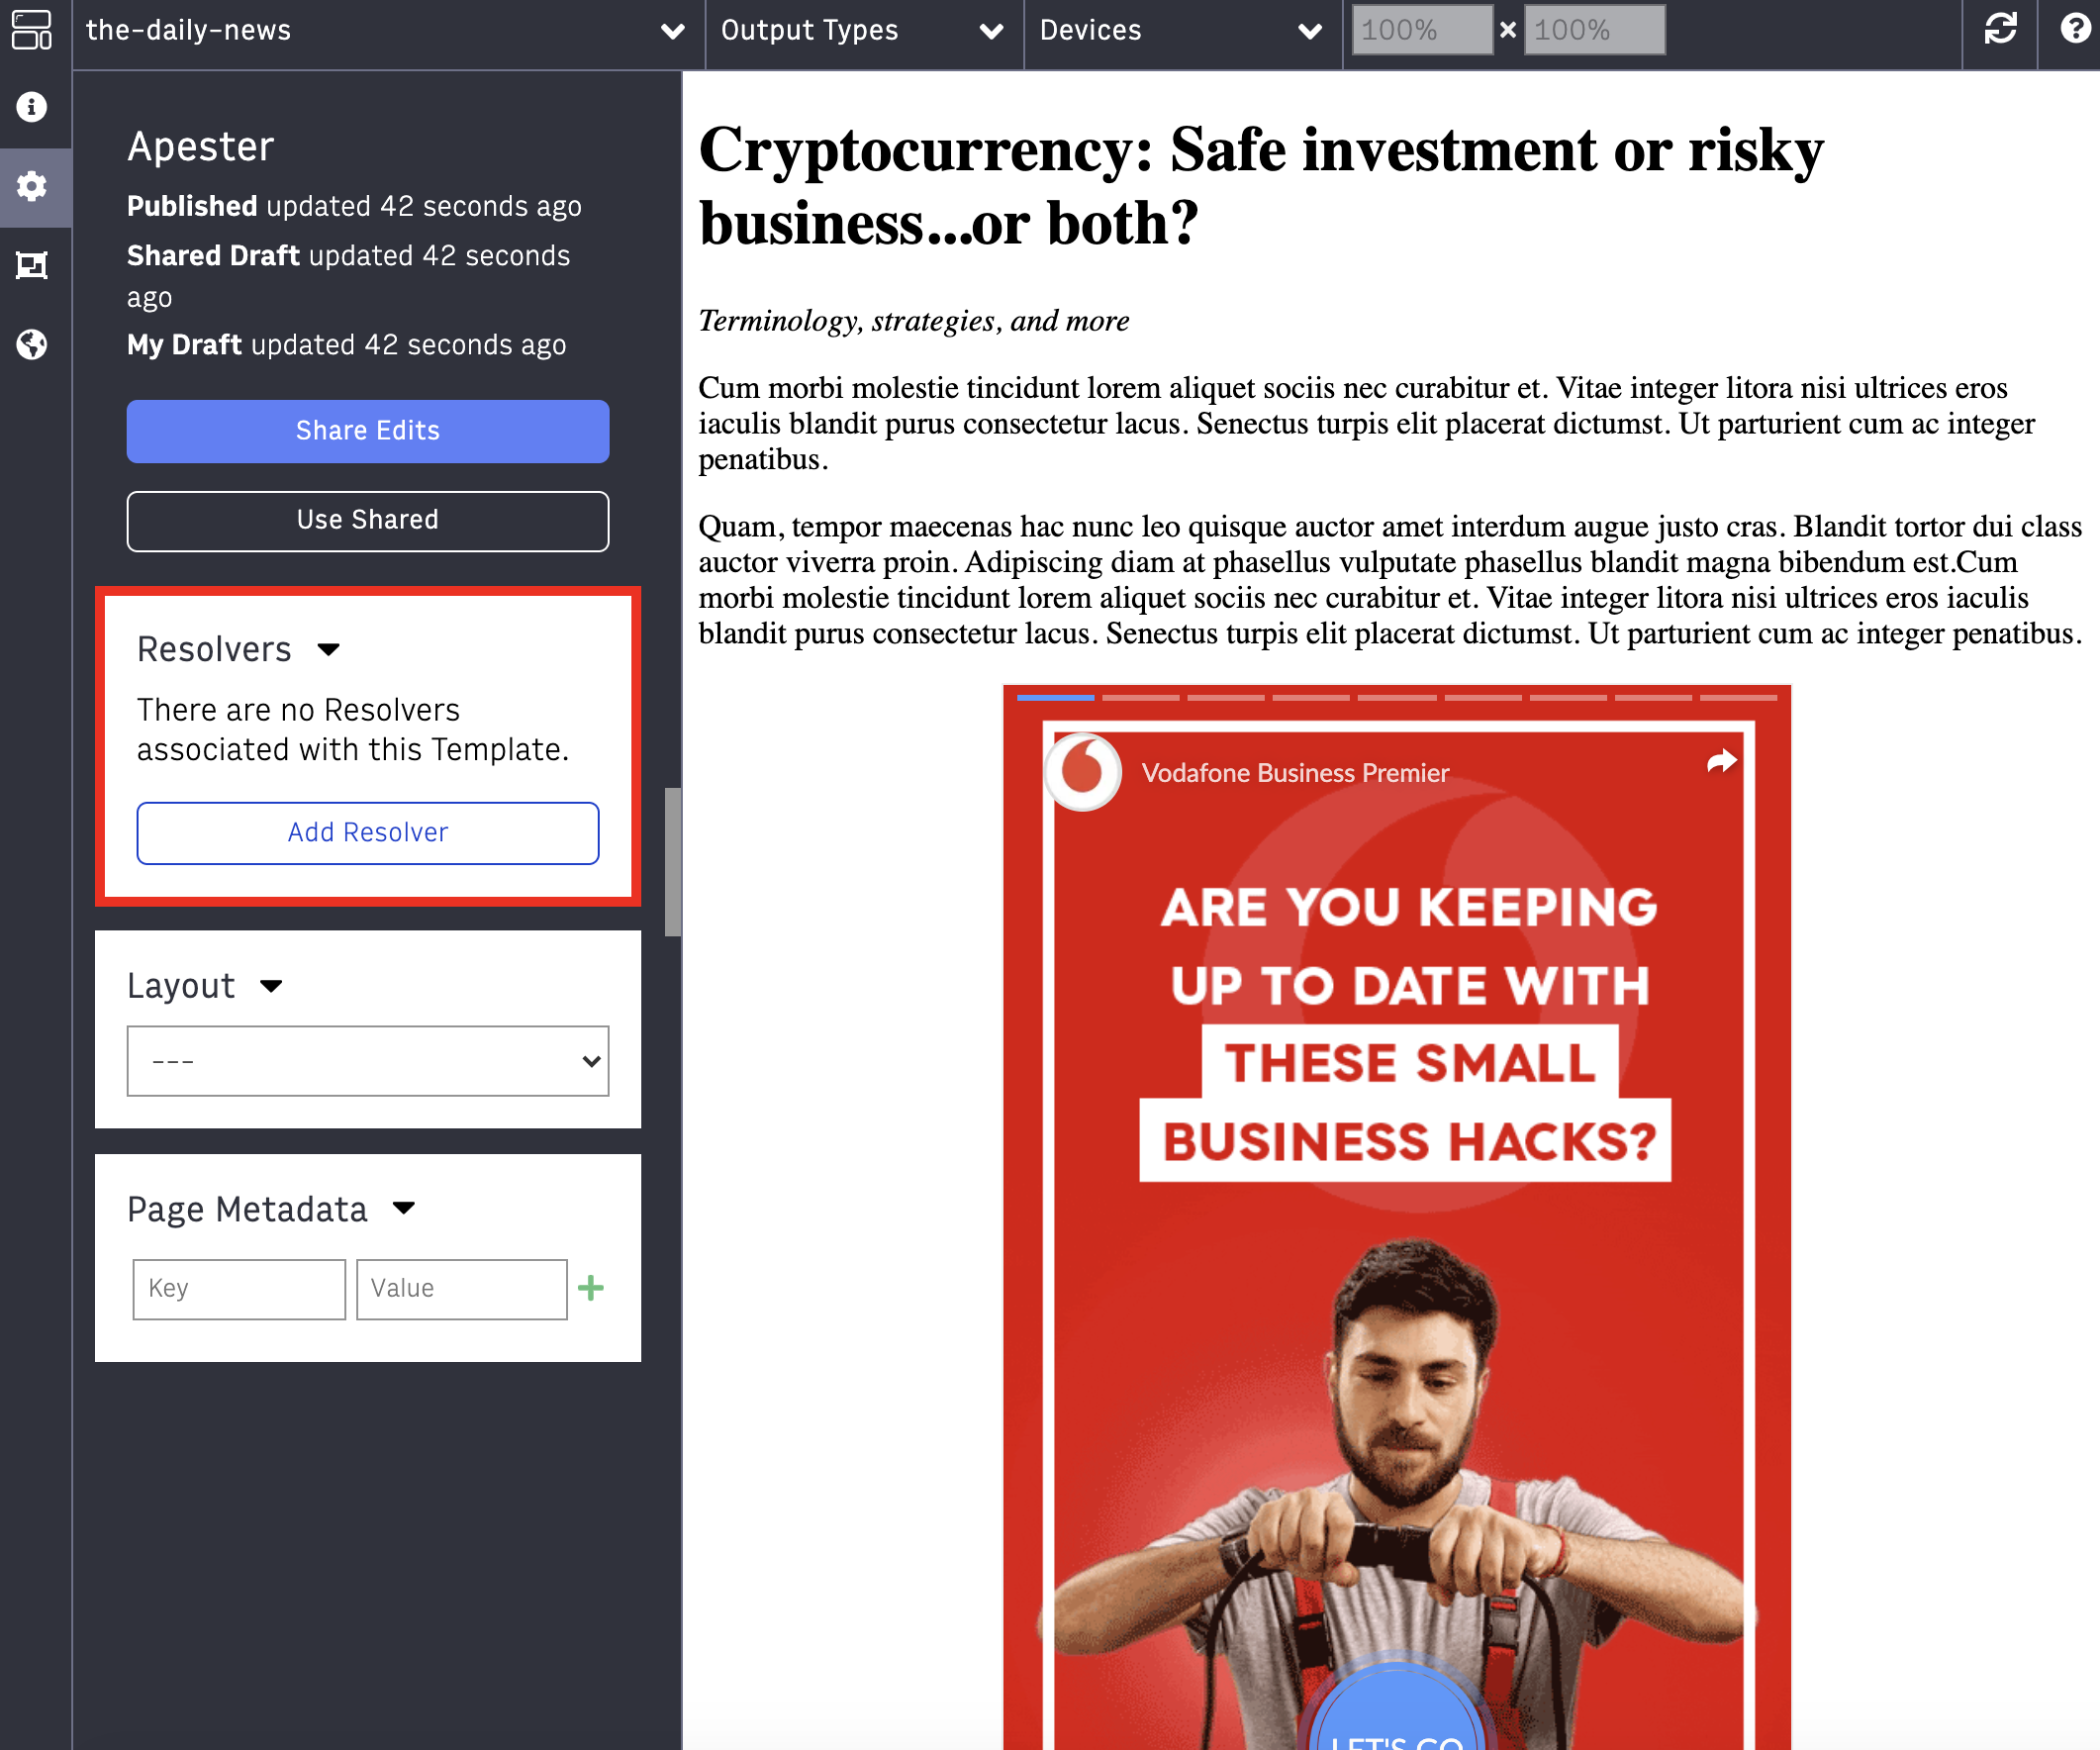 the-daily-news
Output Types
Devices
100% × 100%
Apester
Published updated 42 seconds ago
Shared Draft updated 42 seconds
ago
My Draft updated 42 seconds ago
Share Edits
Use Shared
Resolvers
There are no Resolvers
associated with this Template.
Add Resolver
Layout
---
Page Metadata
Key
Value
Cryptocurrency: Safe investment or risky
business...or both?
Terminology, strategies, and more
Cum morbi molestie tincidunt lorem aliquet sociis nec curabitur et. Vitae integer litora nisi ultrices eros
iaculis blandit purus consectetur lacus. Senectus turpis elit placerat dictumst. Ut parturient cum ac integer
penatibus.
Quam, tempor maecenas hac nunc leo quisque auctor amet interdum augue justo cras. Blandit tortor dui class
auctor viverra proin. Adipiscing diam at phasellus vulputate phasellus blandit magna bibendum est.Cum
morbi molestie tincidunt lorem aliquet sociis nec curabitur et. Vitae integer litora nisi ultrices eros iaculis
blandit purus consectetur lacus. Senectus turpis elit placerat dictumst. Ut parturient cum ac integer penatibus.
Vodafone Business Premier
ARE YOU KEEPING
UP TO DATE WITH
THESE SMALL
BUSINESS HACKS?
LET'S GO